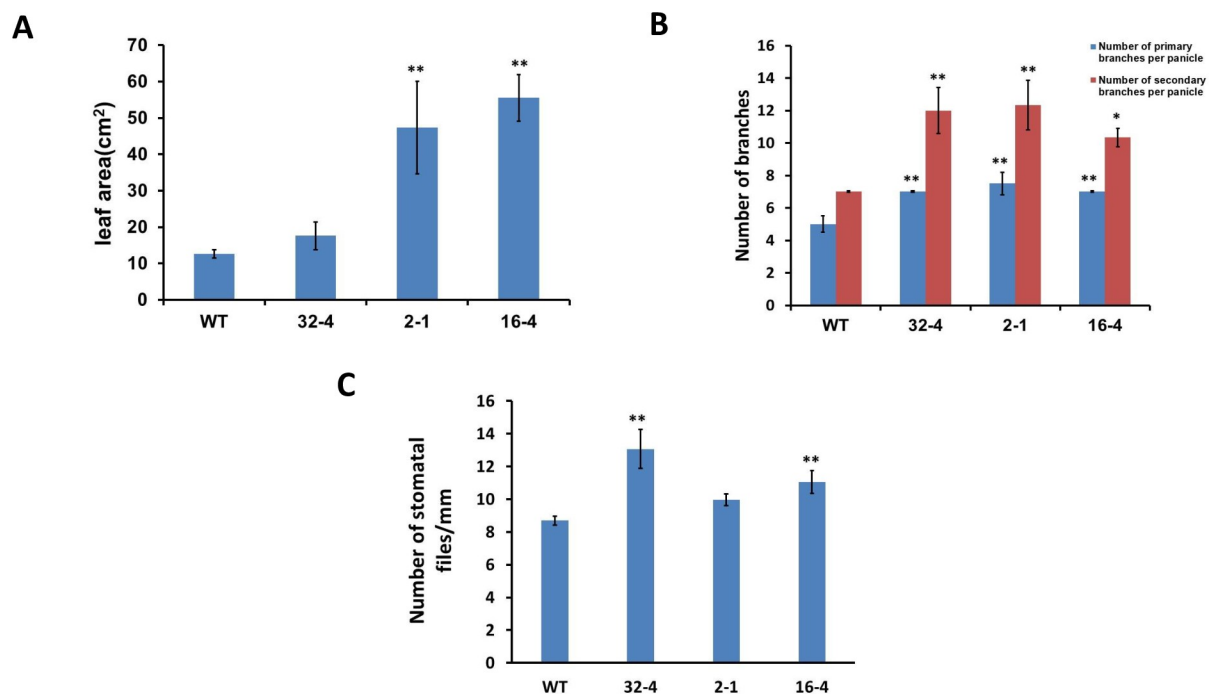 A
leaf area(cm²)
70
60
50
40
30
20
10
0
** **
WT 32-4 2-1 16-4
B
Number of branches
16
14
12
10
8
6
4
2
0
Number of primary
branches per panicle
Number of secondary
branches per panicle
** ** *
** ** **
WT 32-4 2-1 16-4
C
Number of stomatal
files/mm
16
14
12
10
8
6
4
2
0
** **
WT 32-4 2-1 16-4